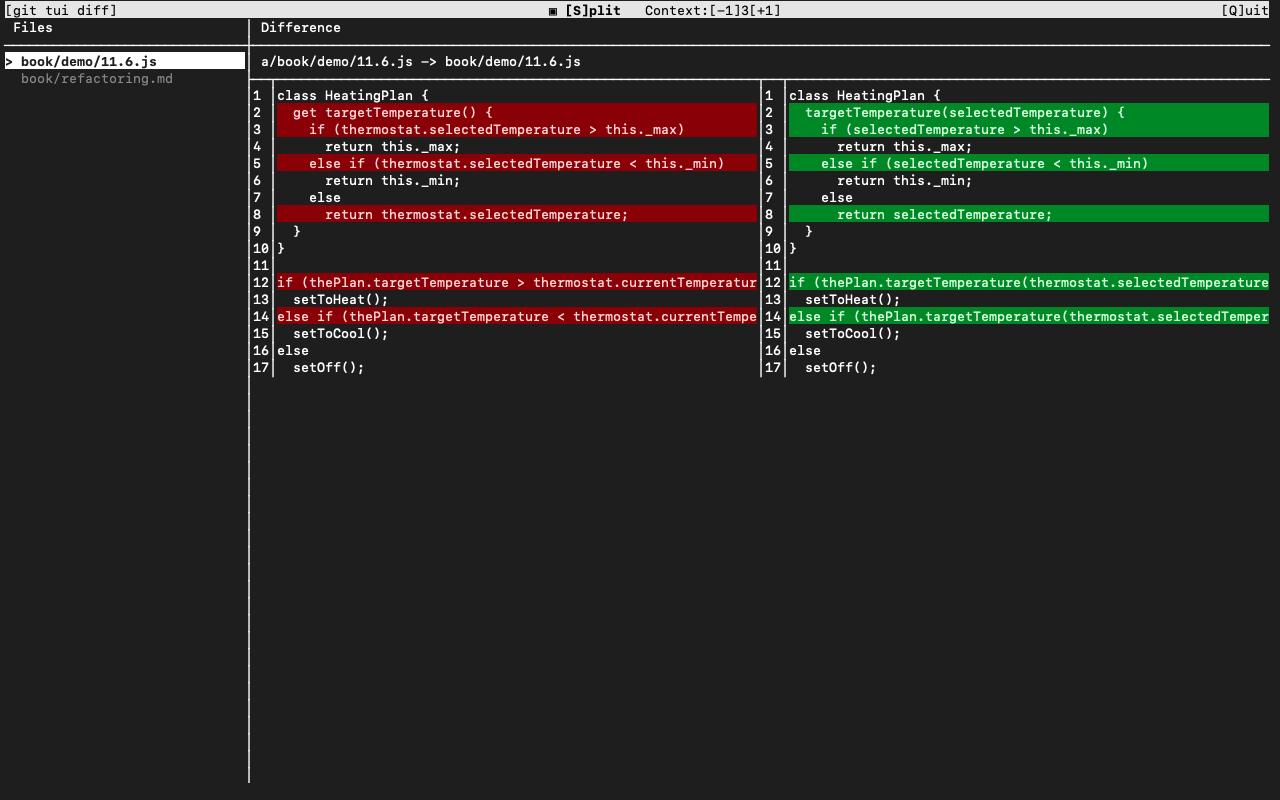 [git tui diff] ▣ [S]plit Context:[-1]3[+1] [Q]uit
Files
> book/demo/11.6.js
book/refactoring.md
Difference
a/book/demo/11.6.js -> book/demo/11.6.js
1 class HeatingPlan {
2 get targetTemperature() {
3 if (thermostat.selectedTemperature > this._max)
4 return this._max;
5 else if (thermostat.selectedTemperature < this._min)
6 return this._min;
7 else
8 return thermostat.selectedTemperature;
9 }
10 }
11
12 if (thePlan.targetTemperature > thermostat.currentTemperatur
13 setToHeat();
14 else if (thePlan.targetTemperature < thermostat.currentTempe
15 setToCool();
16 else
17 setOff();
1 class HeatingPlan {
2 targetTemperature(selectedTemperature) {
3 if (selectedTemperature > this._max)
4 return this._max;
5 else if (selectedTemperature < this._min)
6 return this._min;
7 else
8 return selectedTemperature;
9 }
10 }
11
12 if (thePlan.targetTemperature(thermostat.selectedTemperature
13 setToHeat();
14 else if (thePlan.targetTemperature(thermostat.selectedTemper
15 setToCool();
16 else
17 setOff();